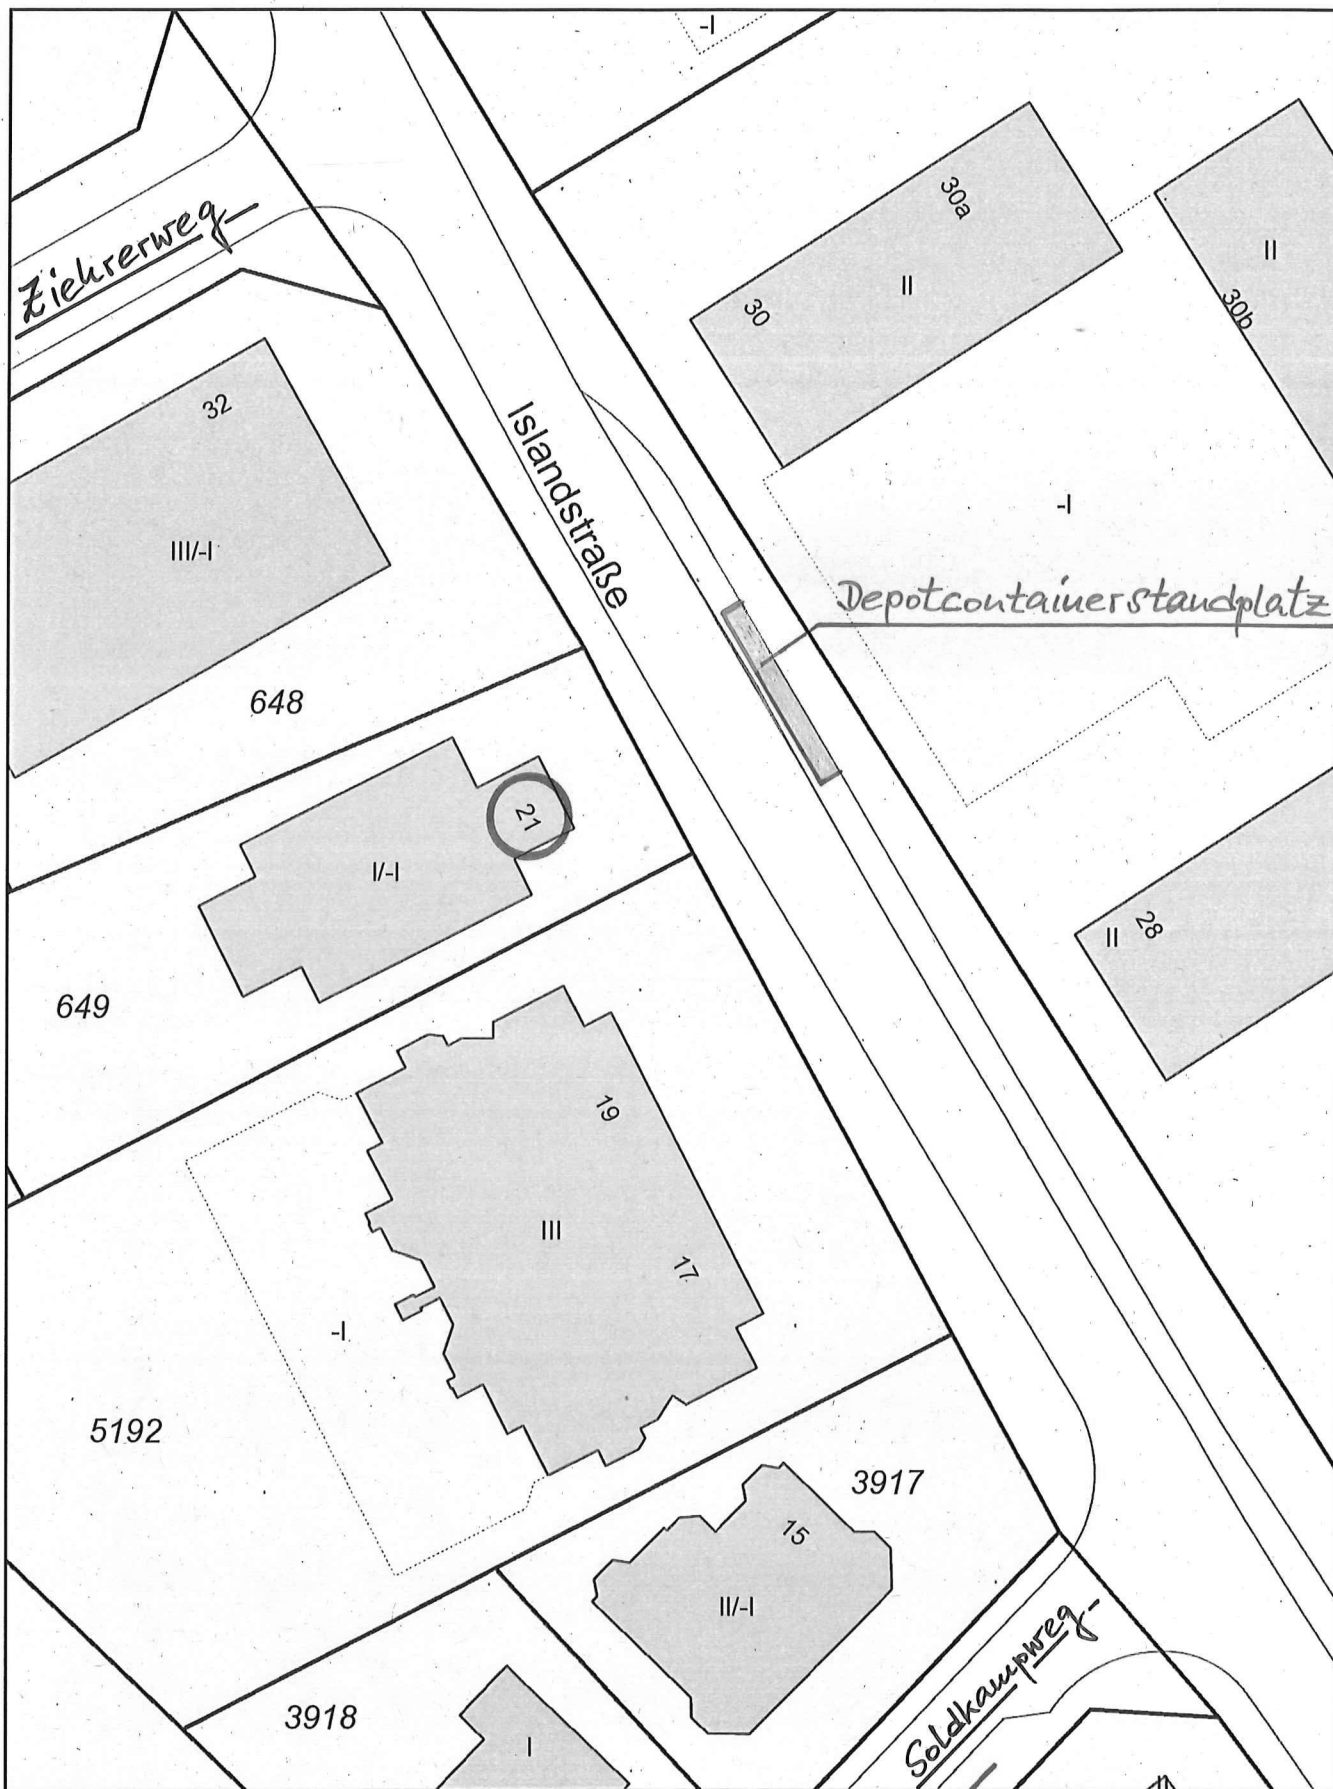 -I
30a
II
30
II
30b
Ziehrerweg
32
III/-I
Islandstraße
-I
Depotcontainerstandplatz
648
21
I/-I
II 28
649
19
III
17
-I
5192
3917
15
II/-I
3918
I
Soldkampweg